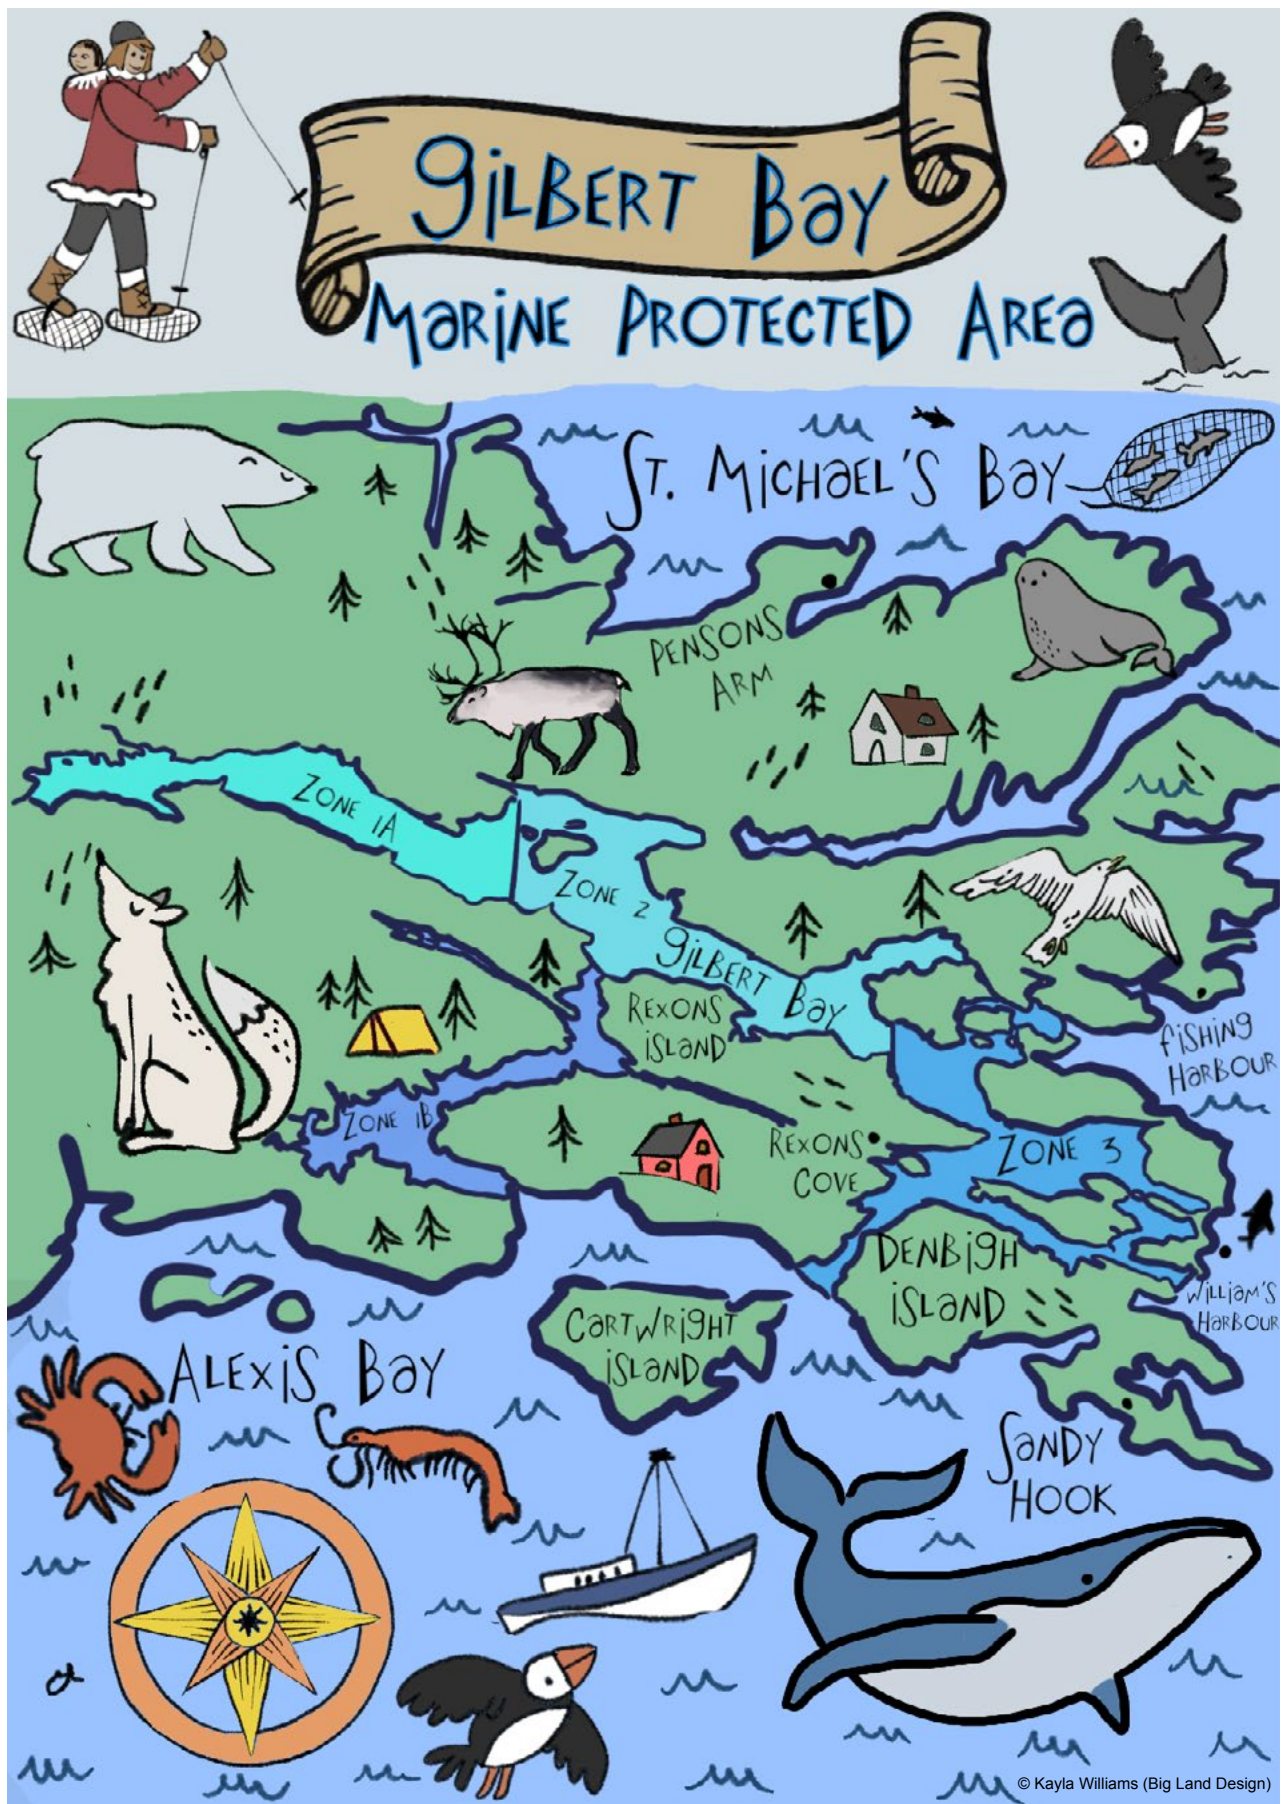 GILBERT BAY
MARINE PROTECTED AREA
ST. MICHAEL'S BAY
PENSONS
ARM
ZONE 1A
ZONE 2
GILBERT BAY
REXONS
ISLAND
FISHING
HARBOUR
ZONE 1B
REXONS
COVE
ZONE 3
DENBIGH
ISLAND
WILLIAM'S
HARBOUR
CARTWRIGHT
ISLAND
ALEXIS BAY
SANDY
HOOK
© Kayla Williams (Big Land Design)